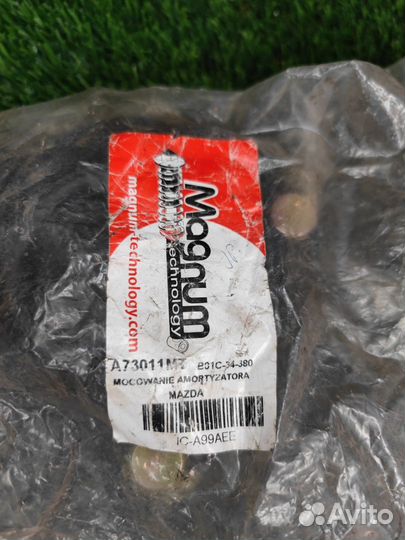 Magnum
technology
magnum-technology.com
A73011MT B01C-34-380
MOCOWANIE AMORTYZATORA
MAZDA
IC-A99AEE
Avito